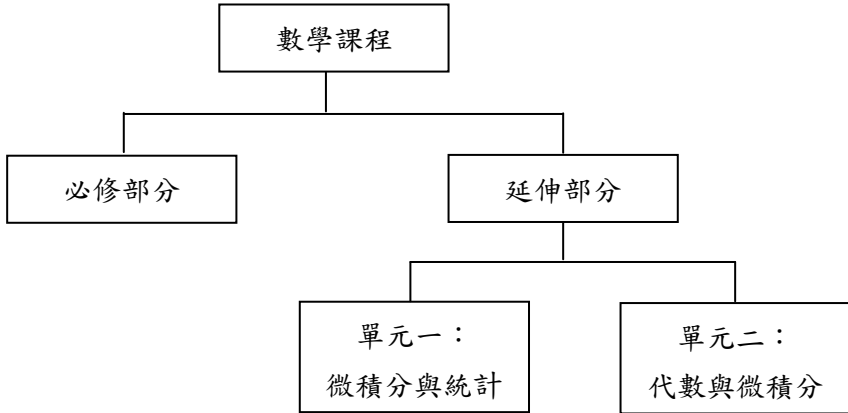 數學課程
必修部分
延伸部分
單元一：
微積分與統計
單元二：
代數與微積分